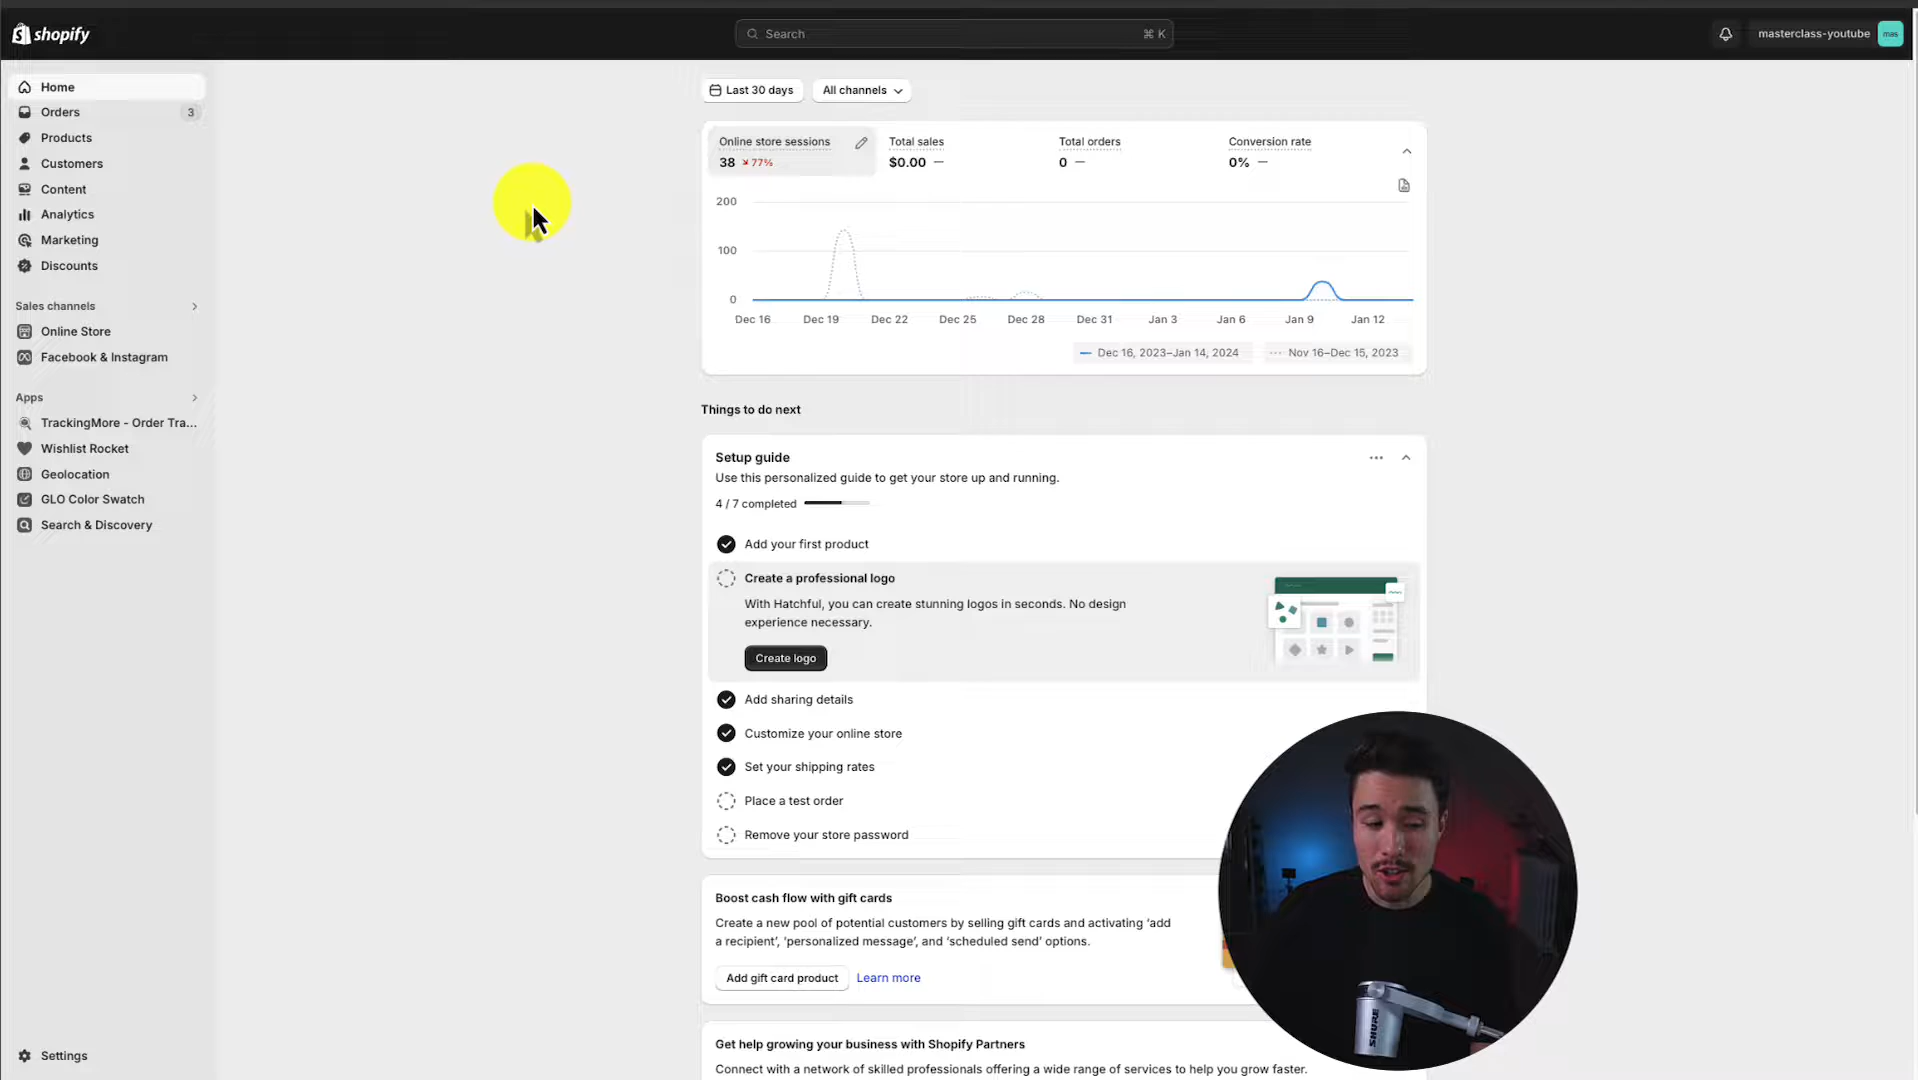 shopify
Search
⌘ K
masterclass-youtube
mas
Home
Orders
3
Products
Customers
Content
Analytics
Marketing
Discounts
Sales channels
Online Store
Facebook & Instagram
Apps
TrackingMore - Order Tra...
Wishlist Rocket
Geolocation
GLO Color Swatch
Search & Discovery
Settings
Last 30 days
All channels
Online store sessions
38 77%
Total sales
$0.00 —
Total orders
0 —
Conversion rate
0% —
200
100
0
Dec 16
Dec 19
Dec 22
Dec 25
Dec 28
Dec 31
Jan 3
Jan 6
Jan 9
Jan 12
Dec 16, 2023–Jan 14, 2024
Nov 16–Dec 15, 2023
Things to do next
Setup guide
Use this personalized guide to get your store up and running.
4 / 7 completed
Add your first product
Create a professional logo
With Hatchful, you can create stunning logos in seconds. No design
experience necessary.
Create logo
Add sharing details
Customize your online store
Set your shipping rates
Place a test order
Remove your store password
Boost cash flow with gift cards
Create a new pool of potential customers by selling gift cards and activating ‘add
a recipient’, ‘personalized message’, and ‘scheduled send’ options.
Add gift card product
Learn more
Get help growing your business with Shopify Partners
Connect with a network of skilled professionals offering a wide range of services to help you grow faster.
SHURE